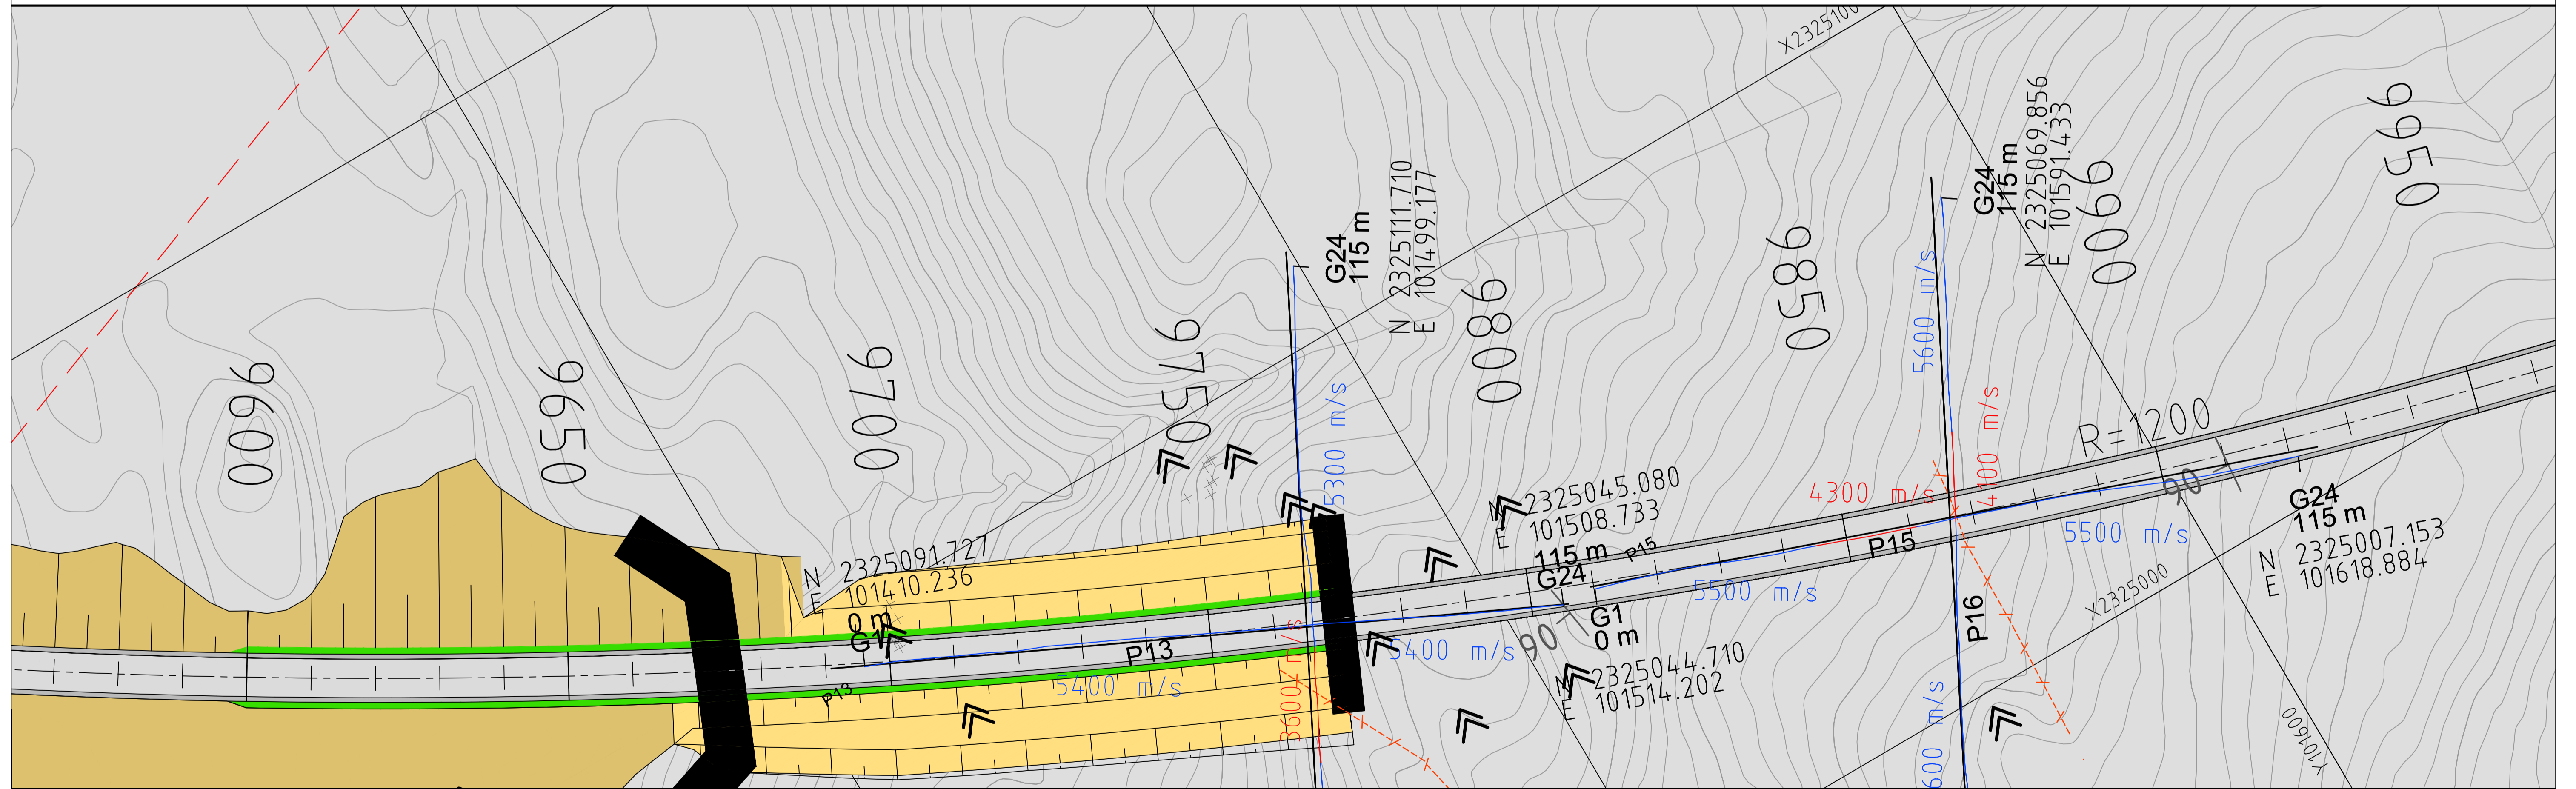 X2325100
9600
9650
9700
9750
9800
9850
9900
9950
G24
115 m
N 2325111.710
E 101499.177
G24
115 m
N 2325069.856
E 101591.433
5300 m/s
5600 m/s
4100 m/s
4300 m/s
R=1200
90
G24
115 m
N 2325007.153
E 101618.884
5500 m/s
X2325000
Y101600
N 2325045.080
E 101508.733
115 m
G24
P15
P15
5500 m/s
G1
0 m
N 2325044.710
E 101514.202
90
5400 m/s
P16
600 m/s
N 2325091.727
E 101410.236
0 m
G1
P13
P13
5400 m/s
3600 m/s